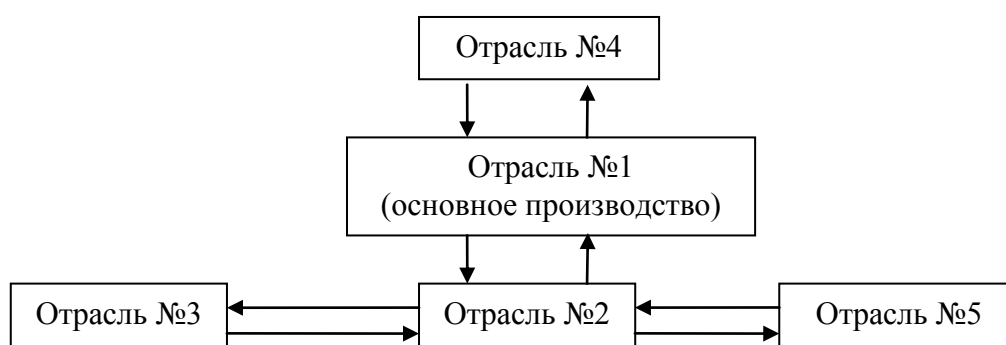 Отрасль №4
Отрасль №1
(основное производство)
Отрасль №3
Отрасль №2
Отрасль №5